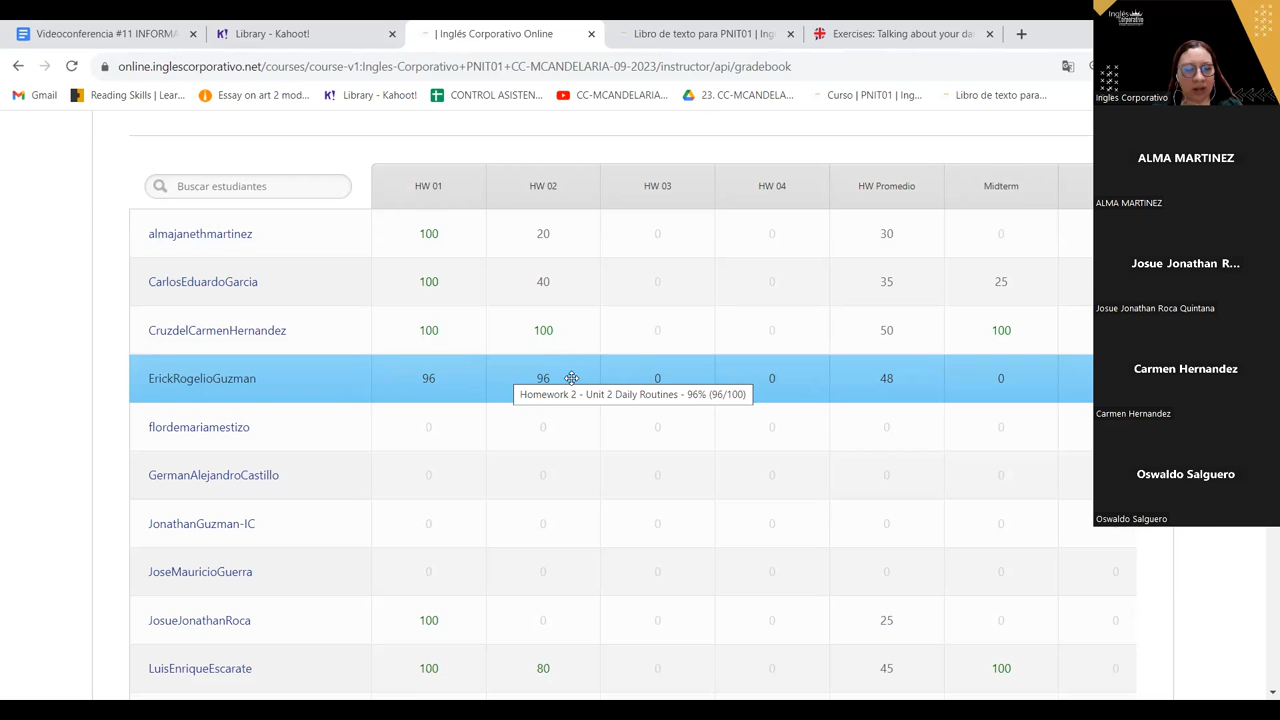 Videoconferencia #11 INFORMA
Library - Kahoot!
| Inglés Corporativo Online
Libro de texto para PNIT01 | Ing
Exercises: Talking about your da
online.inglescorporativo.net/courses/course-v1:Ingles-Corporativo+PNIT01+CC-MCANDELARIA-09-2023/instructor/api/gradebook
Gmail
Reading Skills | Lear...
Essay on art 2 mod...
Library - Kahoot!
CONTROL ASISTEN...
CC-MCANDELARIA...
23. CC-MCANDELA...
Curso | PNIT01 | Ing...
Libro de texto para...
Buscar estudiantes
HW 01 HW 02 HW 03 HW 04 HW Promedio Midterm
almajanethmartinez 100 20 0 0 30 0
CarlosEduardoGarcia 100 40 0 0 35 25
CruzdelCarmenHernandez 100 100 0 0 50 100
ErickRogelioGuzman 96 96 0 0 48 0
Homework 2 - Unit 2 Daily Routines - 96% (96/100)
flordemariamestizo 0 0 0 0 0 0
GermanAlejandroCastillo 0 0 0 0 0 0
JonathanGuzman-IC 0 0 0 0 0 0
JoseMauricioGuerra 0 0 0 0 0 0 0
JosueJonathanRoca 100 0 0 0 25 0 0
LuisEnriqueEscarate 100 80 0 0 45 100 0
Inglés
Corporativo
Ingles Corporativo
ALMA MARTINEZ
ALMA MARTINEZ
Josue Jonathan R...
Josue Jonathan Roca Quintana
Carmen Hernandez
Carmen Hernandez
Oswaldo Salguero
Oswaldo Salguero